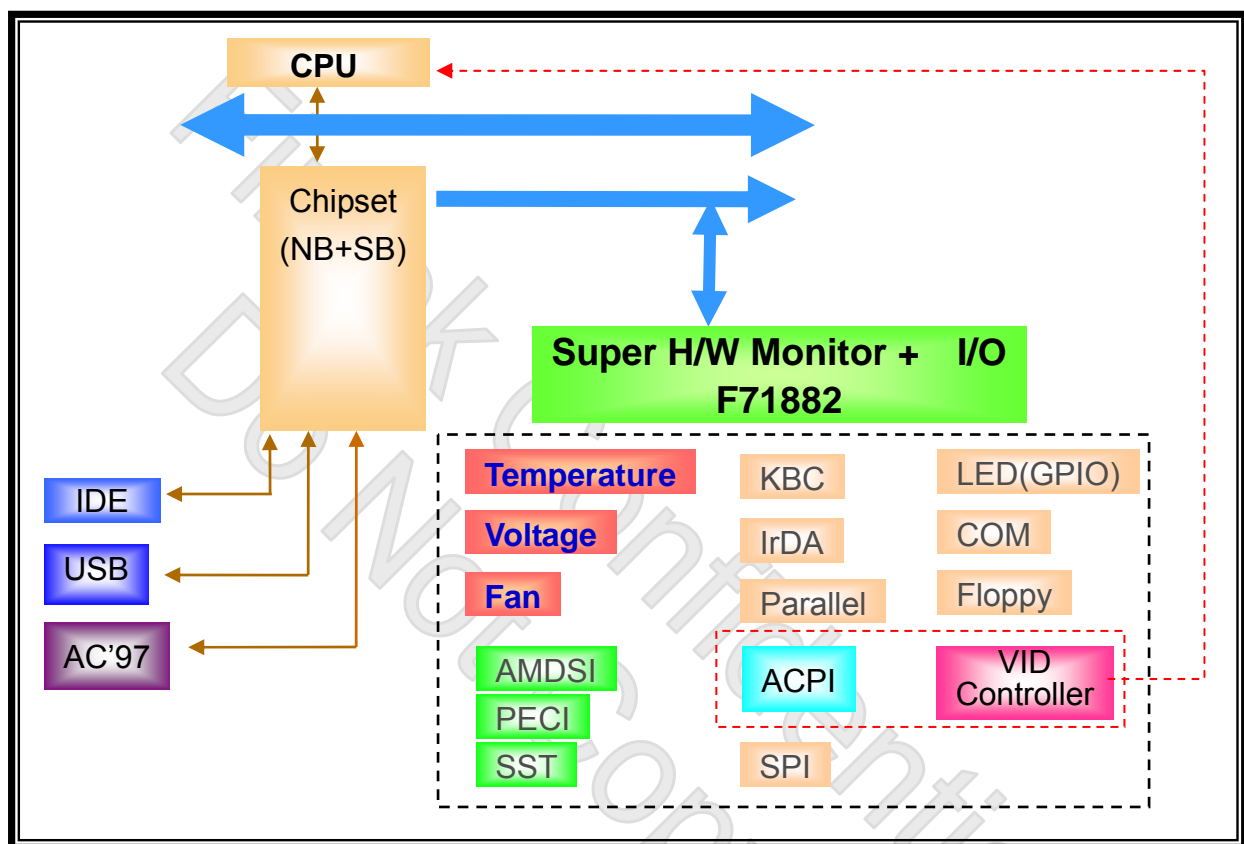 CPU
Chipset
(NB+SB)
Super H/W Monitor + I/O
F71882
IDE
USB
AC’97
Temperature
Voltage
Fan
AMDSI
PECI
SST
KBC
IrDA
Parallel
ACPI
SPI
LED(GPIO)
COM
Floppy
VID
Controller